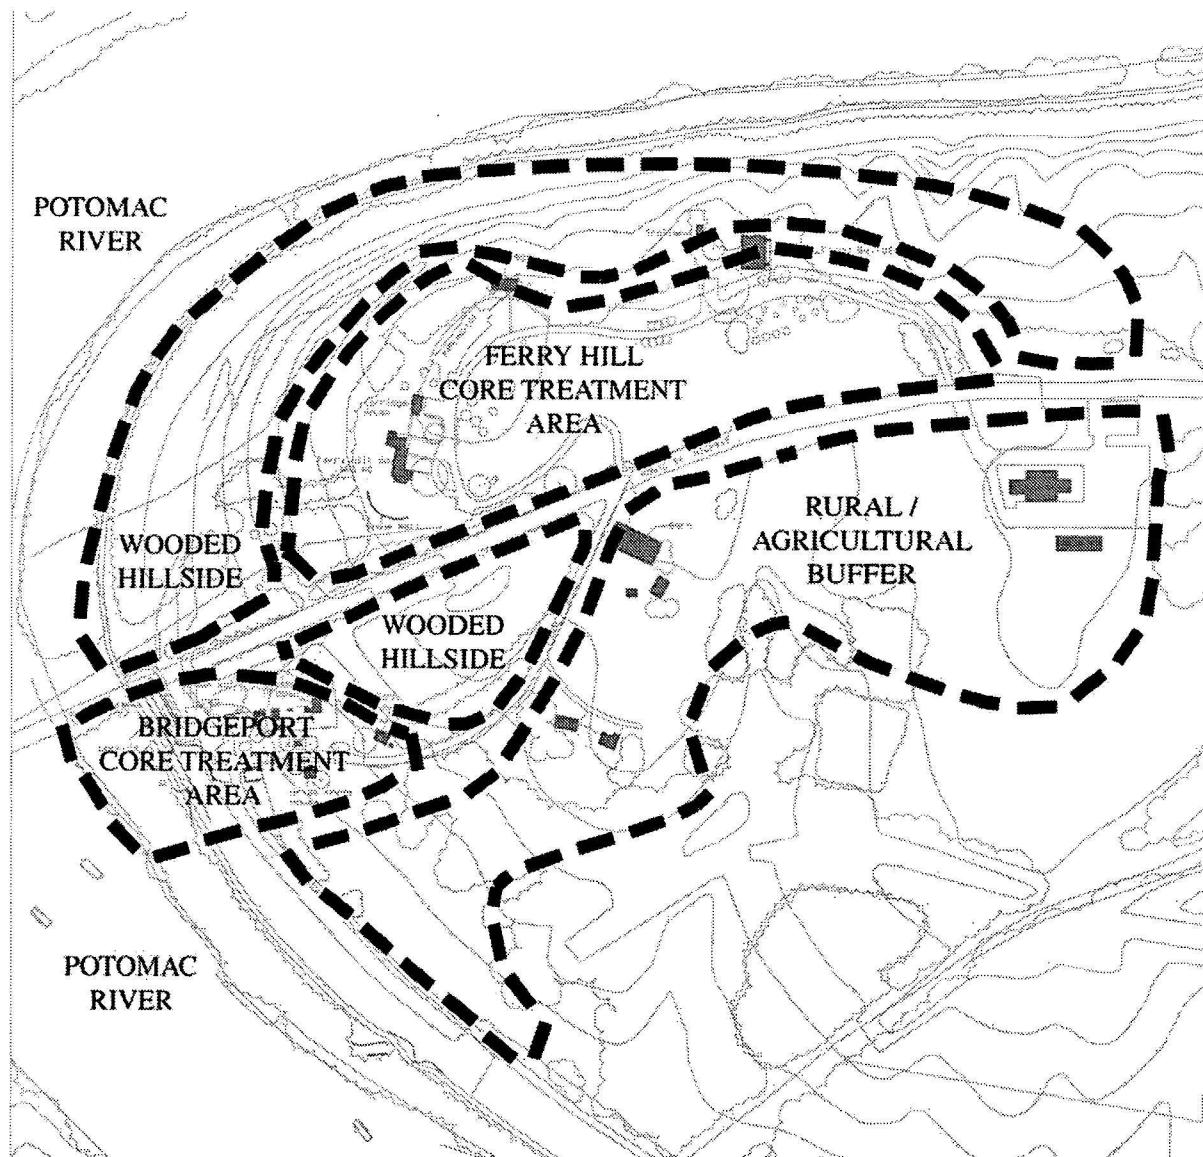 POTOMAC
RIVER
FERRY HILL
CORE TREATMENT
AREA
WOODED
HILLSIDE
RURAL /
AGRICULTURAL
BUFFER
WOODED
HILLSIDE
BRIDGEPORT
CORE TREATMENT
AREA
POTOMAC
RIVER